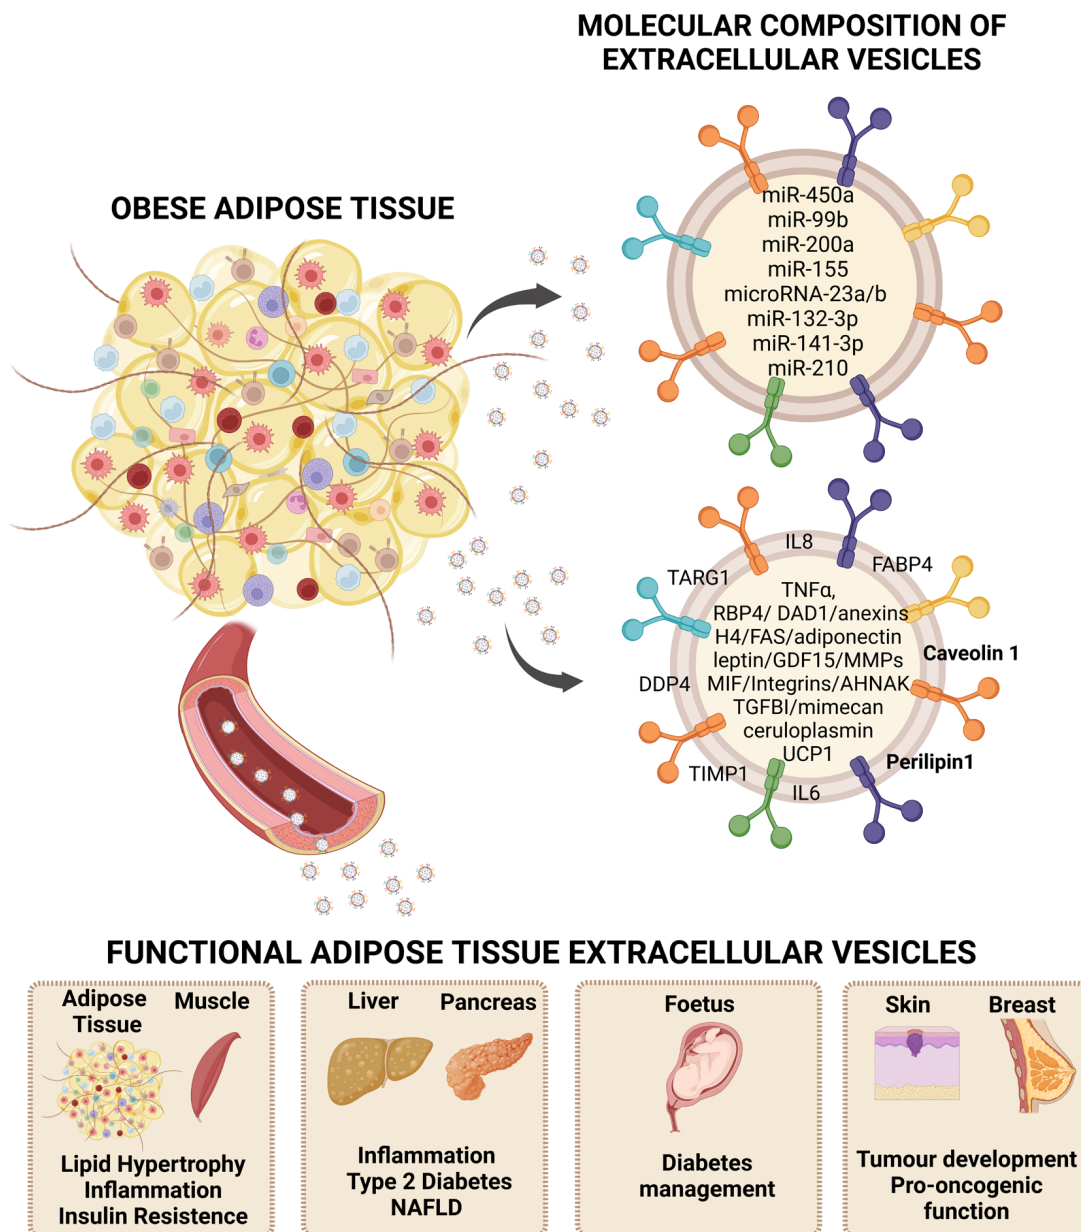 MOLECULAR COMPOSITION OF
EXTRACELLULAR VESICLES
OBESE ADIPOSE TISSUE
miR-450a
miR-99b
miR-200a
miR-155
microRNA-23a/b
miR-132-3p
miR-141-3p
miR-210
IL8
FABP4
TARG1
TNFα,
RBP4/ DAD1/anexins
H4/FAS/adiponectin
leptin/GDF15/MMPs
Caveolin 1
DDP4
MIF/Integrins/AHNAK
TGFBI/mimecan
ceruloplasmin
UCP1
Perilipin1
TIMP1
IL6
FUNCTIONAL ADIPOSE TISSUE EXTRACELLULAR VESICLES
Adipose
Tissue
Muscle
Lipid Hypertrophy
Inflammation
Insulin Resistence
Liver
Pancreas
Inflammation
Type 2 Diabetes
NAFLD
Foetus
Diabetes
management
Skin
Breast
Tumour development
Pro-oncogenic
function